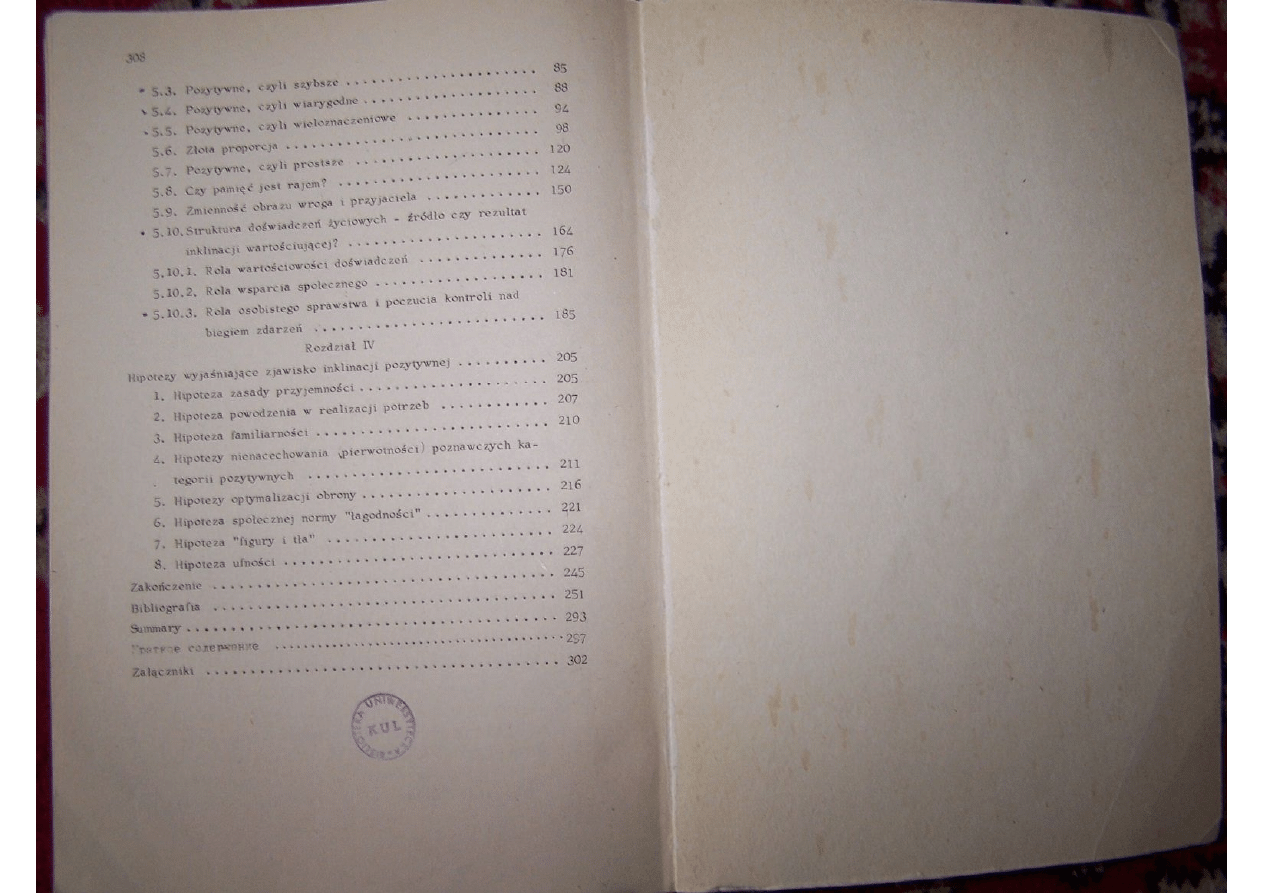 308
• 5.3. Pozytywne, czyli szybsze . . . . . . . . . . . . . . . . . . . . . . 85
• 5.4. Pozytywne, czyli wiarygodne . . . . . . . . . . . . . . . . . . . . 88
• 5.5. Pozytywne, czyli wieloznaczeniowe . . . . . . . . . . . . . . . 94
5.6. Złota proporcja . . . . . . . . . . . . . . . . . . . . . . . . . . . . . 98
5.7. Pozytywne, czyli prostsze . . . . . . . . . . . . . . . . . . . . . 120
5.8. Czy pamięć jest rajem? . . . . . . . . . . . . . . . . . . . . . . . 124
5.9. Zmienność obrazu wroga i przyjaciela . . . . . . . . . . . . . 150
• 5.10. Struktura doświadczeń życiowych - źródło czy rezultat
inklinacji wartościującej? . . . . . . . . . . . . . . . . . . . . . . 164
5.10.1. Rola wartościowości doświadczeń . . . . . . . . . . . . . . 176
5.10.2. Rola wsparcia społecznego . . . . . . . . . . . . . . . . . . . 181
• 5.10.3. Rola osobistego sprawstwa i poczucia kontroli nad
biegiem zdarzeń . . . . . . . . . . . . . . . . . . . . . . . . . . 185
Rozdział IV
Hipotezy wyjaśniające zjawisko inklinacji pozytywnej . . . . . . . . . . 205
1. Hipoteza zasady przyjemności . . . . . . . . . . . . . . . . . . . . . . 205
2. Hipoteza powodzenia w realizacji potrzeb . . . . . . . . . . . . 207
3. Hipoteza familiarności . . . . . . . . . . . . . . . . . . . . . . . . . . . 210
4. Hipotezy nienacechowania (pierwotności) poznawczych ka-
tegorii pozytywnych . . . . . . . . . . . . . . . . . . . . . . . . . . . . 211
5. Hipotezy optymalizacji obrony . . . . . . . . . . . . . . . . . . . . . . 216
6. Hipoteza społecznej normy "łagodności" . . . . . . . . . . . . . . 221
7. Hipoteza "figury i tła" . . . . . . . . . . . . . . . . . . . . . . . . . . 224
8. Hipoteza ufności . . . . . . . . . . . . . . . . . . . . . . . . . . . . . . . 227
Zakończenie . . . . . . . . . . . . . . . . . . . . . . . . . . . . . . . . . . . . . . 245
Bibliografia . . . . . . . . . . . . . . . . . . . . . . . . . . . . . . . . . . . . . . 251
Summary . . . . . . . . . . . . . . . . . . . . . . . . . . . . . . . . . . . . . . . . . 293
Краткое содержание . . . . . . . . . . . . . . . . . . . . . . . . . . . . . . . . . 297
Załączniki . . . . . . . . . . . . . . . . . . . . . . . . . . . . . . . . . . . . . . . 302
BIBLIOTEKA UNIWERSYTECKA
KUL